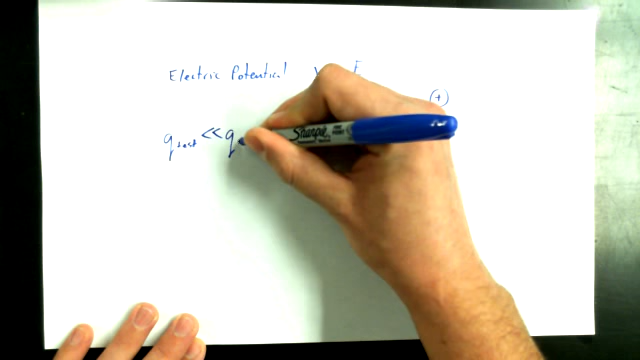 Electric Potential V E
(+)
q test << q
Sharpie